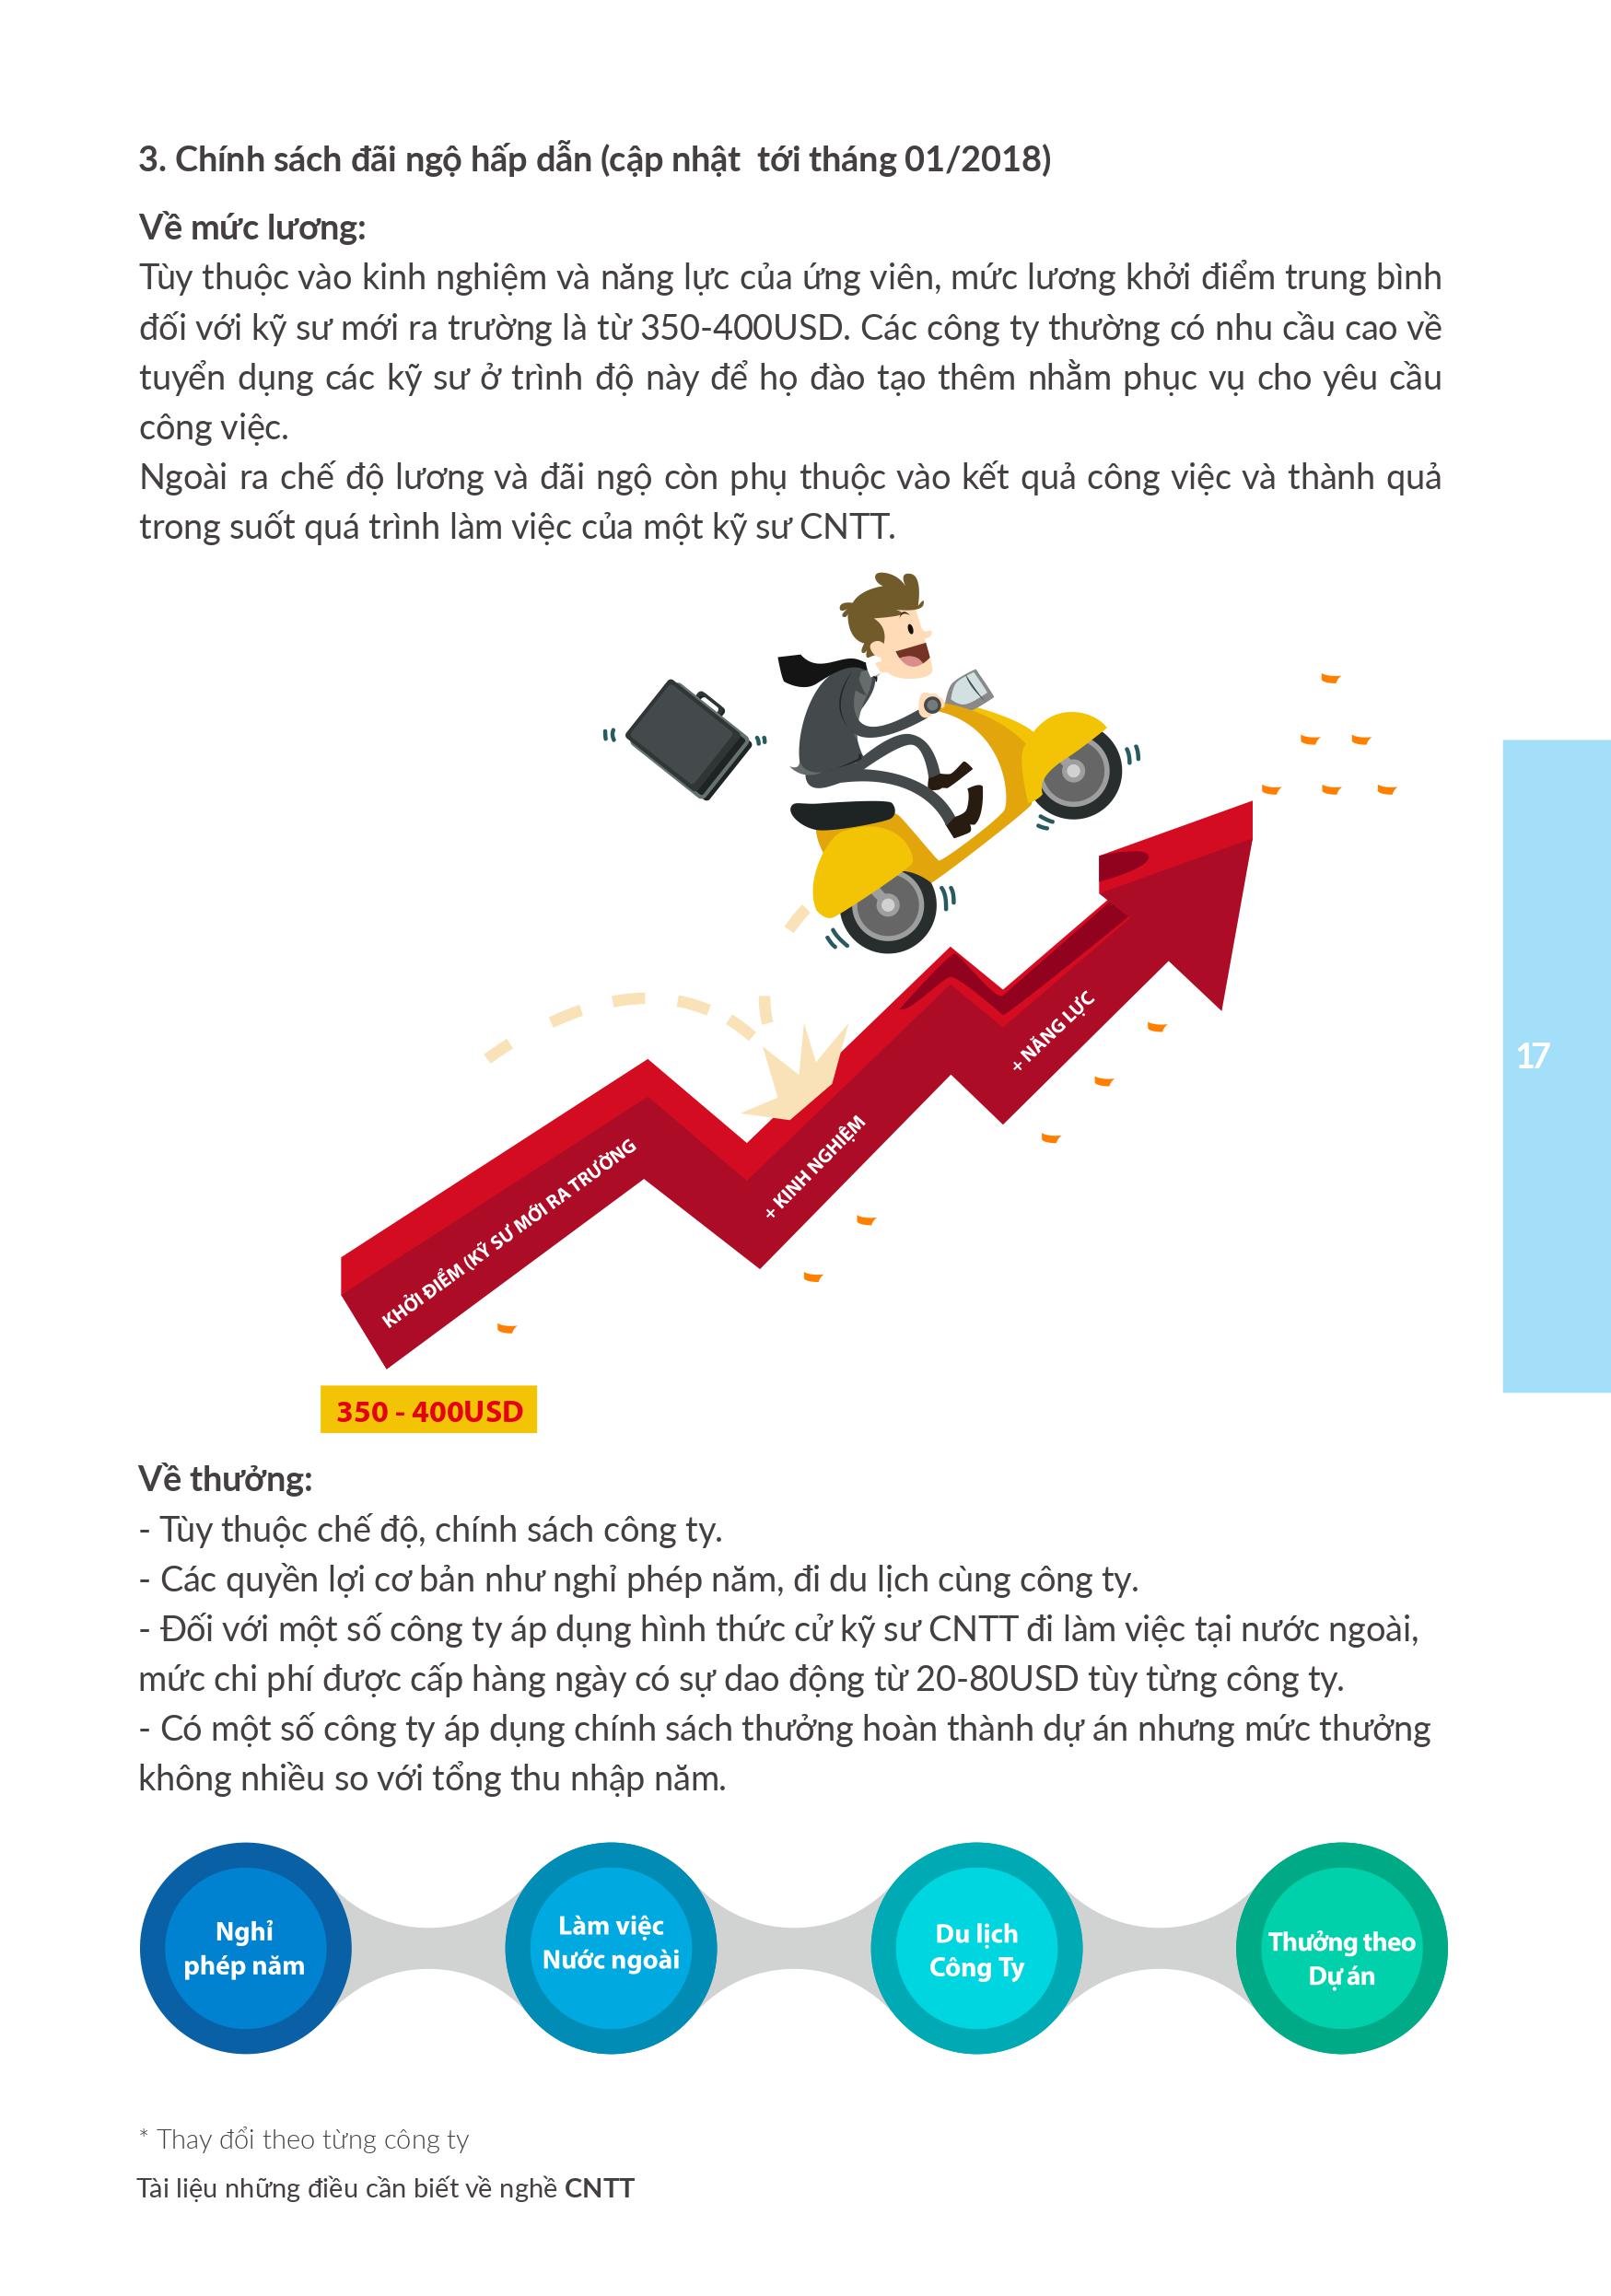 3. Chính sách đãi ngộ hấp dẫn (cập nhật  tới tháng 01/2018)
Về mức lương:
Tùy thuộc vào kinh nghiệm và năng lực của ứng viên, mức lương khởi điểm trung bình
đối với kỹ sư mới ra trường là từ 350-400USD. Các công ty thường có nhu cầu cao về
tuyển dụng các kỹ sư ở trình độ này để họ đào tạo thêm nhằm phục vụ cho yêu cầu
công việc.
Ngoài ra chế độ lương và đãi ngộ còn phụ thuộc vào kết quả công việc và thành quả
trong suốt quá trình làm việc của một kỹ sư CNTT.
17
+ NĂNG LỰC
+ KINH NGHIỆM
KHỞI ĐIỂM (KỸ SƯ MỚI RA TRƯỜNG
350 - 400USD
Về thưởng:
- Tùy thuộc chế độ, chính sách công ty.
- Các quyền lợi cơ bản như nghỉ phép năm, đi du lịch cùng công ty.
- Đối với một số công ty áp dụng hình thức cử kỹ sư CNTT đi làm việc tại nước ngoài,
mức chi phí được cấp hàng ngày có sự dao động từ 20-80USD tùy từng công ty.
- Có một số công ty áp dụng chính sách thưởng hoàn thành dự án nhưng mức thưởng
không nhiều so với tổng thu nhập năm.
Nghỉ
phép năm
Làm việc
Nước ngoài
Du lịch
Công Ty
Thưởng theo
Dự án
* Thay đổi theo từng công ty
Tài liệu những điều cần biết về nghề CNTT